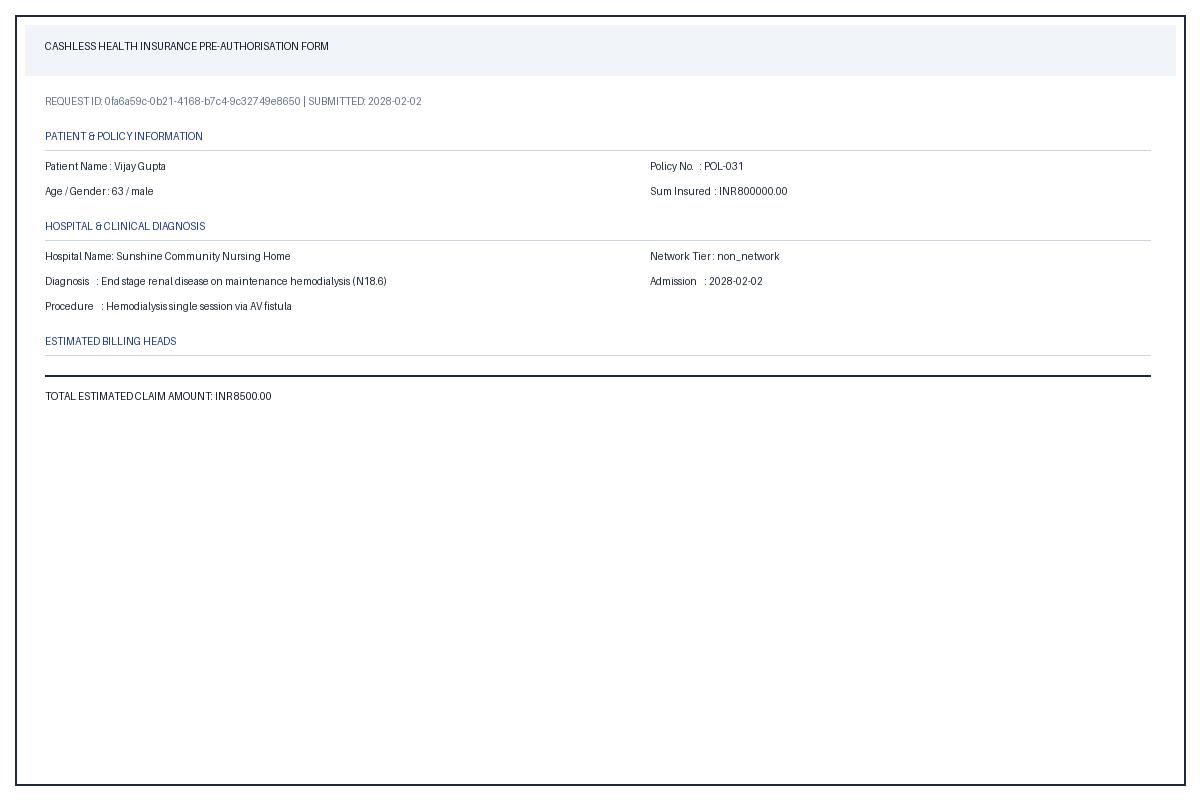 CASHLESS HEALTH INSURANCE PRE-AUTHORISATION FORM
REQUEST ID: 0fa6a59c-0b21-4168-b7c4-9c32749e8650 | SUBMITTED: 2028-02-02
PATIENT & POLICY INFORMATION
Patient Name : Vijay Gupta Policy No. : POL-031
Age / Gender : 63 / male Sum Insured : INR 800000.00
HOSPITAL & CLINICAL DIAGNOSIS
Hospital Name: Sunshine Community Nursing Home Network Tier : non_network
Diagnosis : End stage renal disease on maintenance hemodialysis (N18.6) Admission : 2028-02-02
Procedure : Hemodialysis single session via AV fistula
ESTIMATED BILLING HEADS
TOTAL ESTIMATED CLAIM AMOUNT: INR 8500.00